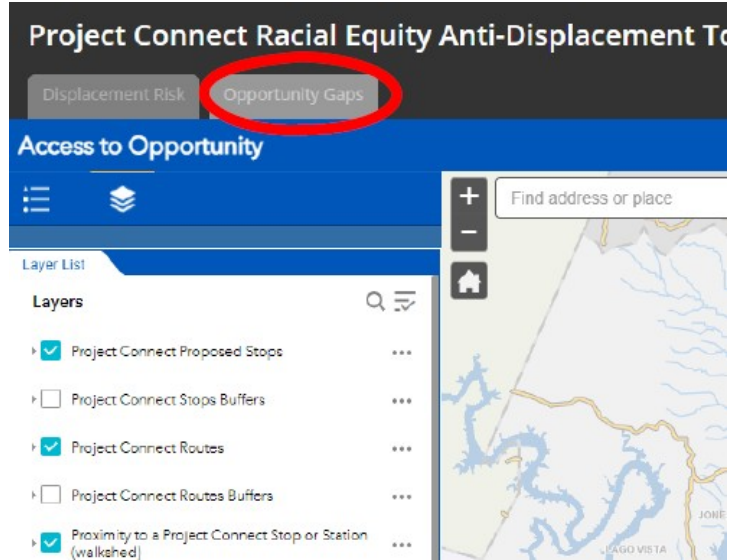 Project Connect Racial Equity Anti-Displacement To
Displacement Risk
Opportunity Gaps
Access to Opportunity
+
Find address or place
−
Layer List
Layers
Project Connect Proposed Stops
Project Connect Stops Buffers
Project Connect Routes
Project Connect Routes Buffers
Proximity to a Project Connect Stop or Station
(walkshed)
JONE
LAGO VISTA